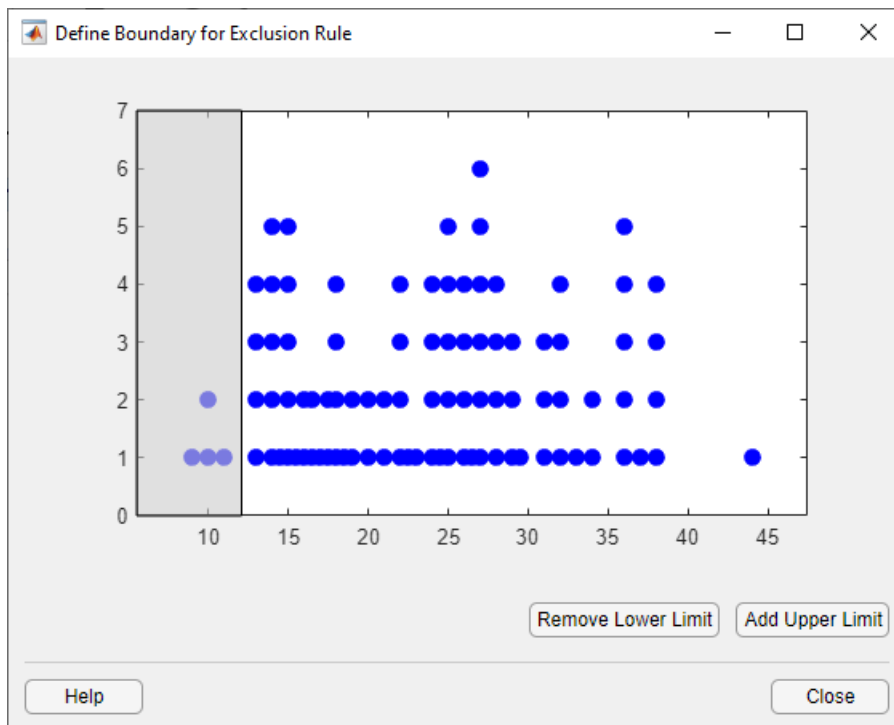 Define Boundary for Exclusion Rule
7
6
5
4
3
2
1
0
10 15 20 25 30 35 40 45
Remove Lower Limit Add Upper Limit
Help Close